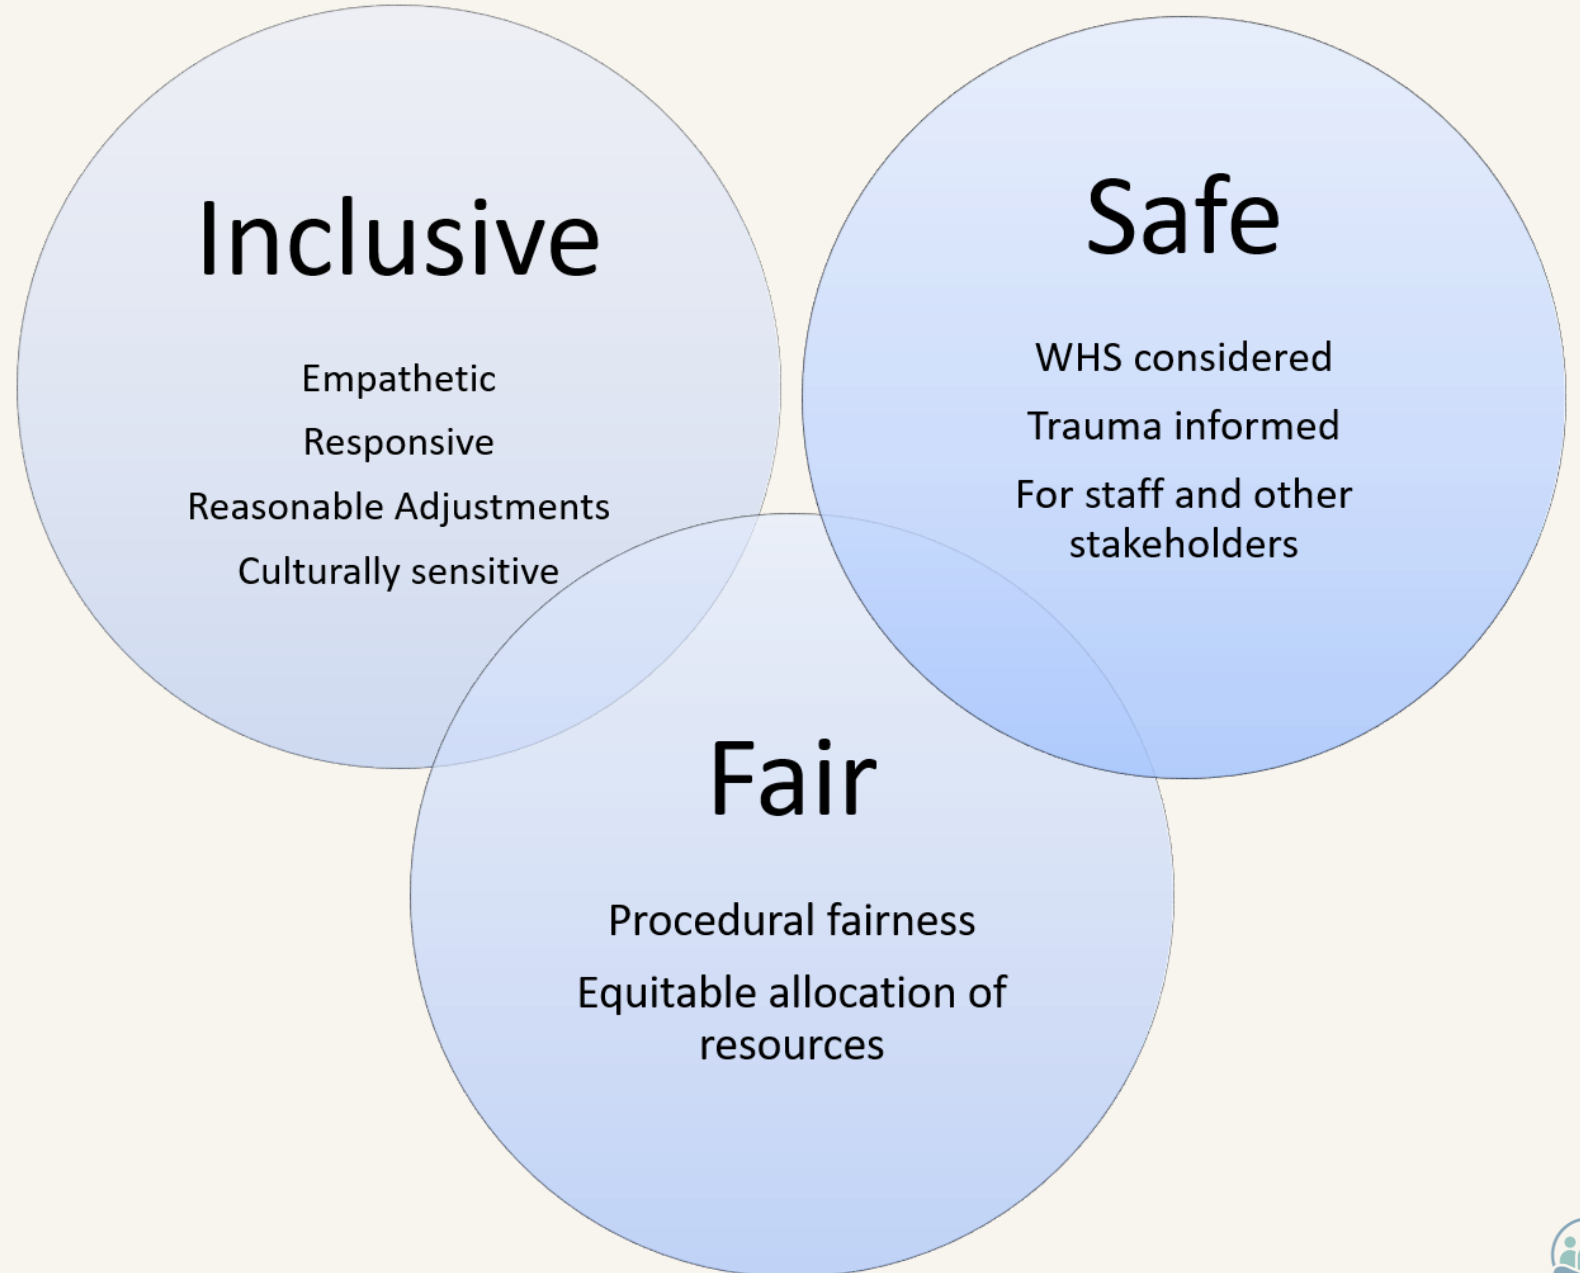 Inclusive
Empathetic
Responsive
Reasonable Adjustments
Culturally sensitive
Safe
WHS considered
Trauma informed
For staff and other
stakeholders
Fair
Procedural fairness
Equitable allocation of
resources